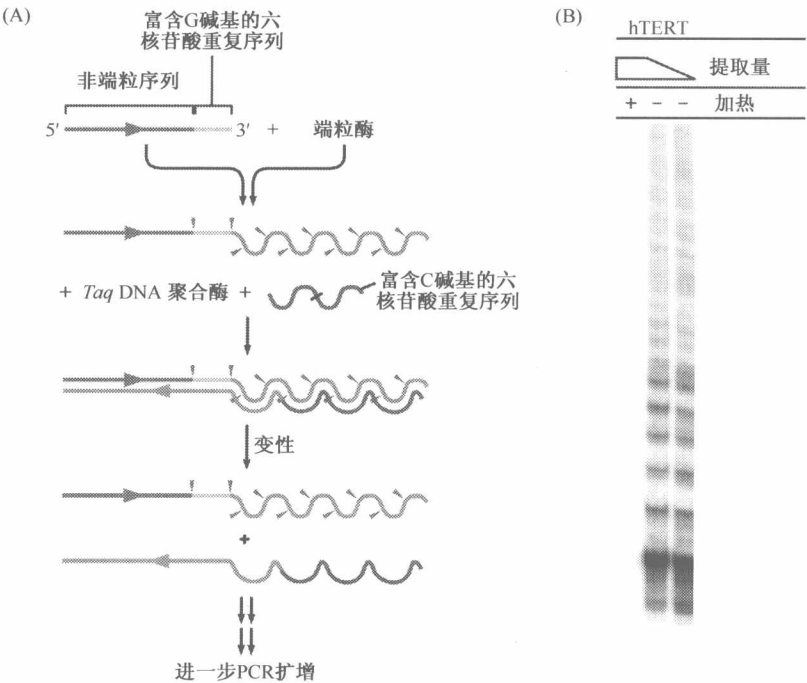 (A)
富含G碱基的六
核苷酸重复序列
非端粒序列
5′
3′
+
端粒酶
+ Taq DNA 聚合酶 +
富含C碱基的六
核苷酸重复序列
变性
+
进一步PCR扩增
(B)
hTERT
提取量
+ − −
加热